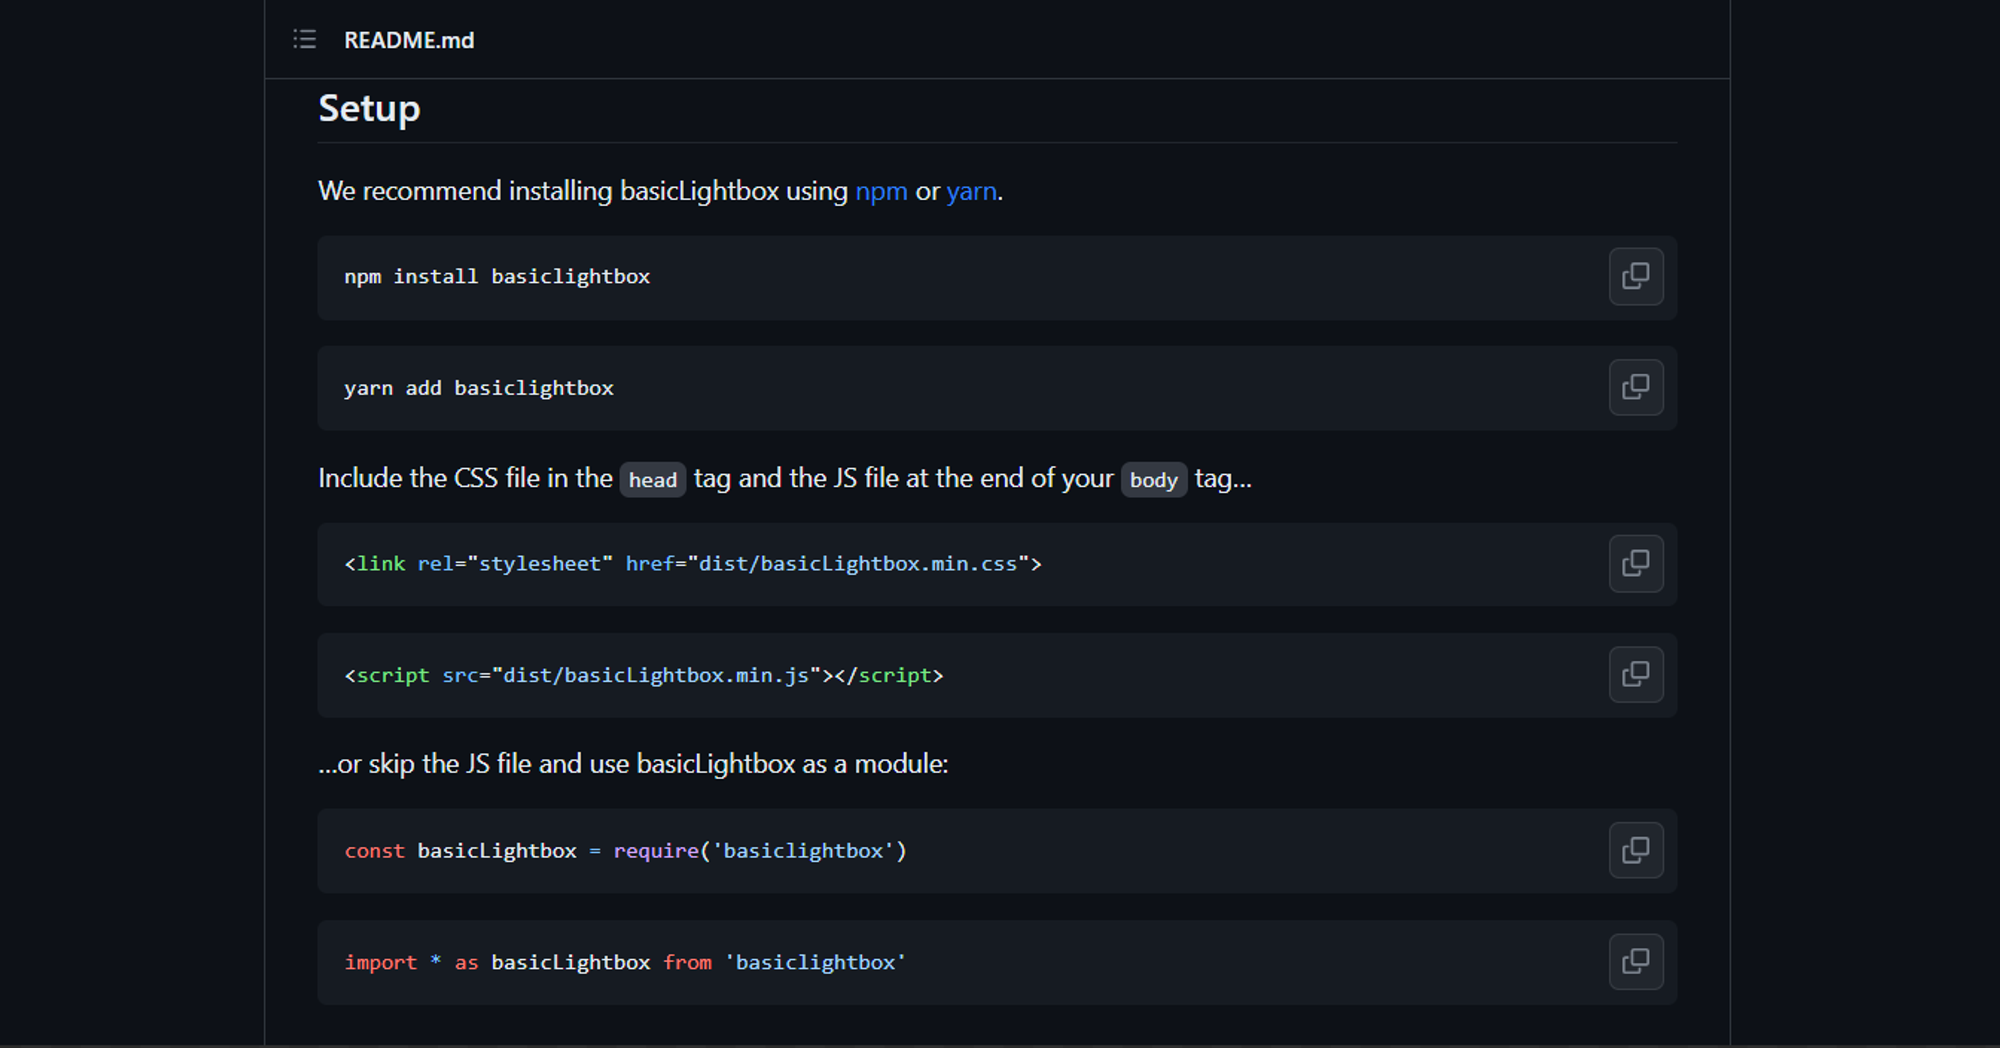 README.md
Setup
We recommend installing basicLightbox using npm or yarn.
npm install basiclightbox
yarn add basiclightbox
Include the CSS file in the head tag and the JS file at the end of your body tag...
<link rel="stylesheet" href="dist/basicLightbox.min.css">
<script src="dist/basicLightbox.min.js"></script>
...or skip the JS file and use basicLightbox as a module:
const basicLightbox = require('basiclightbox')
import * as basicLightbox from 'basiclightbox'